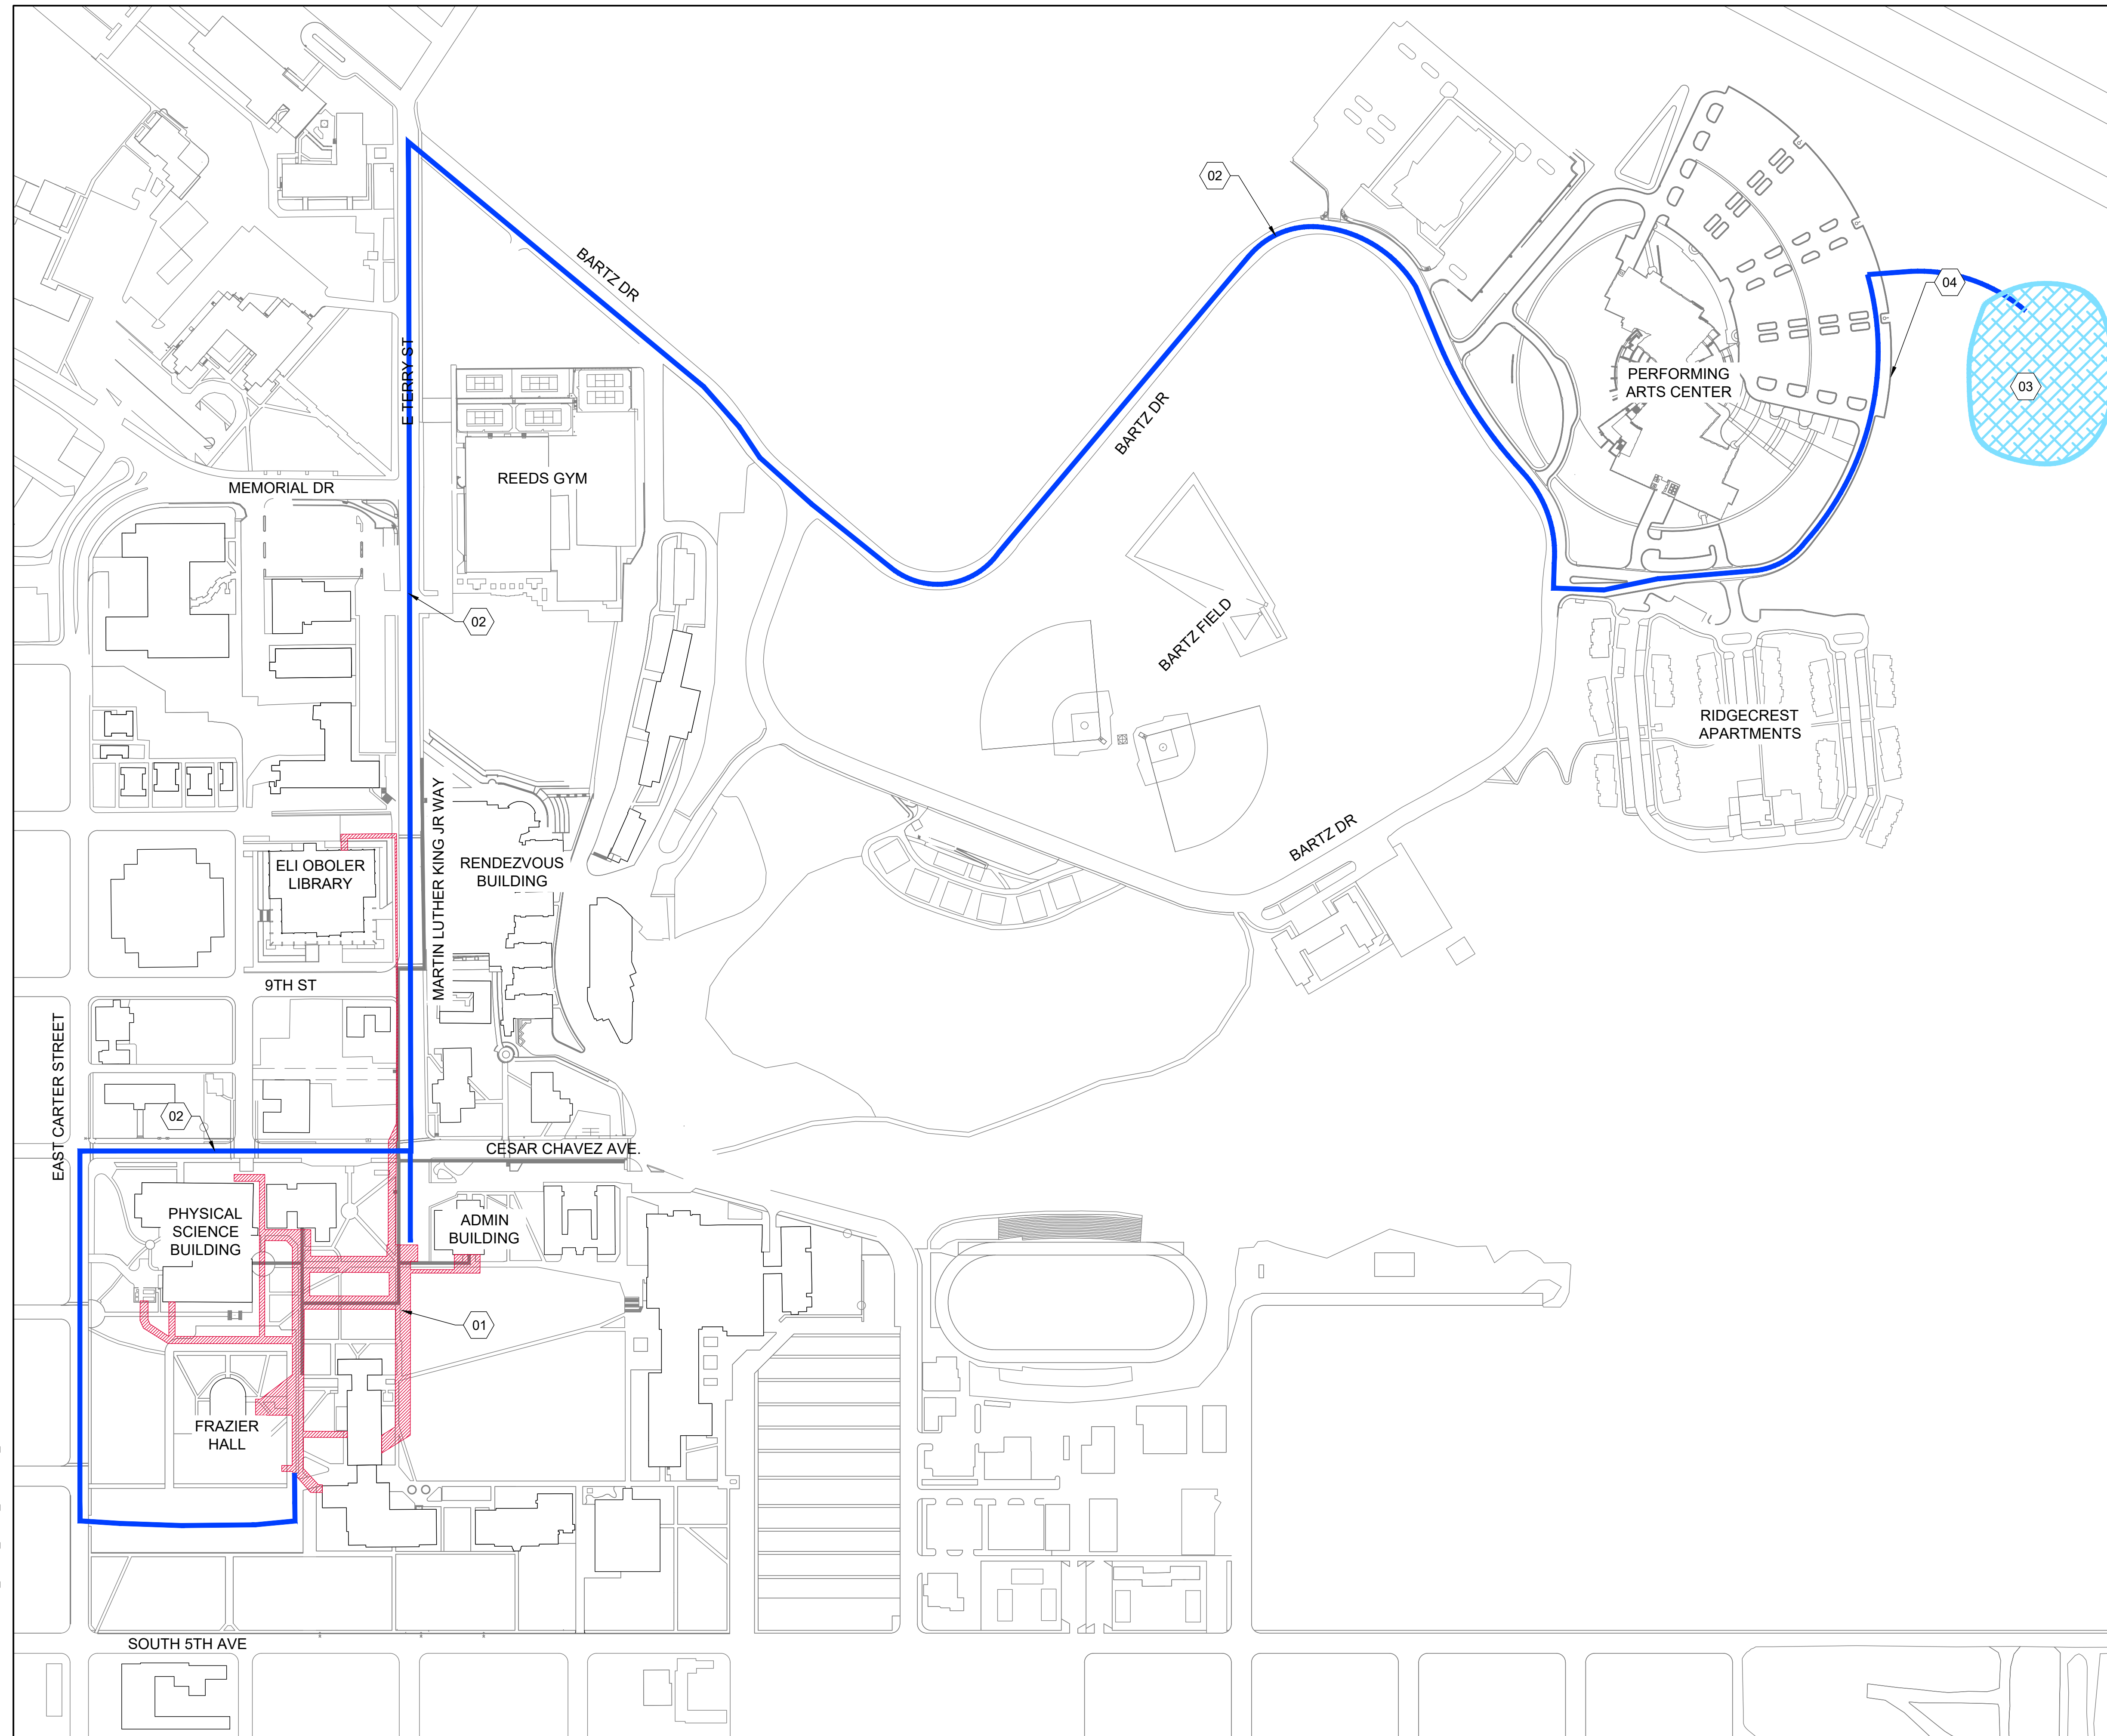 02
04
BARTZ DR
E TERRY ST
PERFORMING
ARTS CENTER
03
BARTZ DR
REEDS GYM
MEMORIAL DR
02
BARTZ FIELD
RIDGECREST
APARTMENTS
MARTIN LUTHER KING JR WAY
BARTZ DR
ELI OBOLER
LIBRARY
RENDEZVOUS
BUILDING
9TH ST
EAST CARTER STREET
02
CESAR CHAVEZ AVE.
PHYSICAL
SCIENCE
BUILDING
ADMIN
BUILDING
01
FRAZIER
HALL
SOUTH 5TH AVE